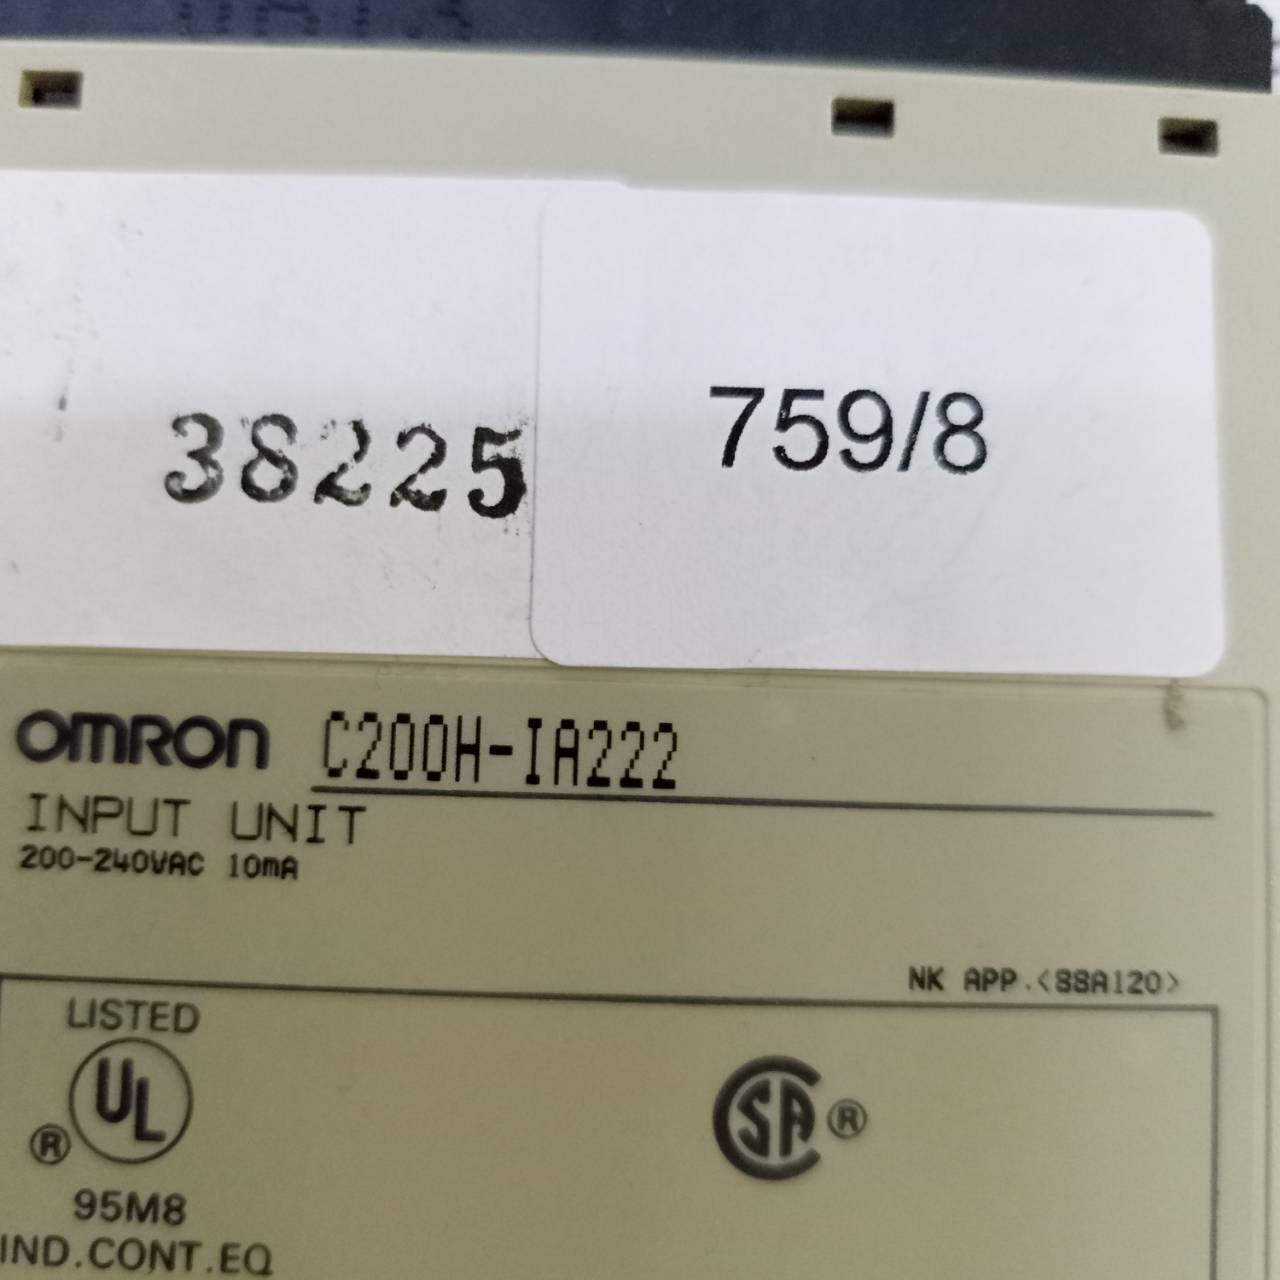 38225
759/8
OMRON C200H-IA222
INPUT UNIT
200-240VAC 10mA
NK APP.<88A120>
LISTED
UL
®
SA ®
95M8
IND.CONT.EQ